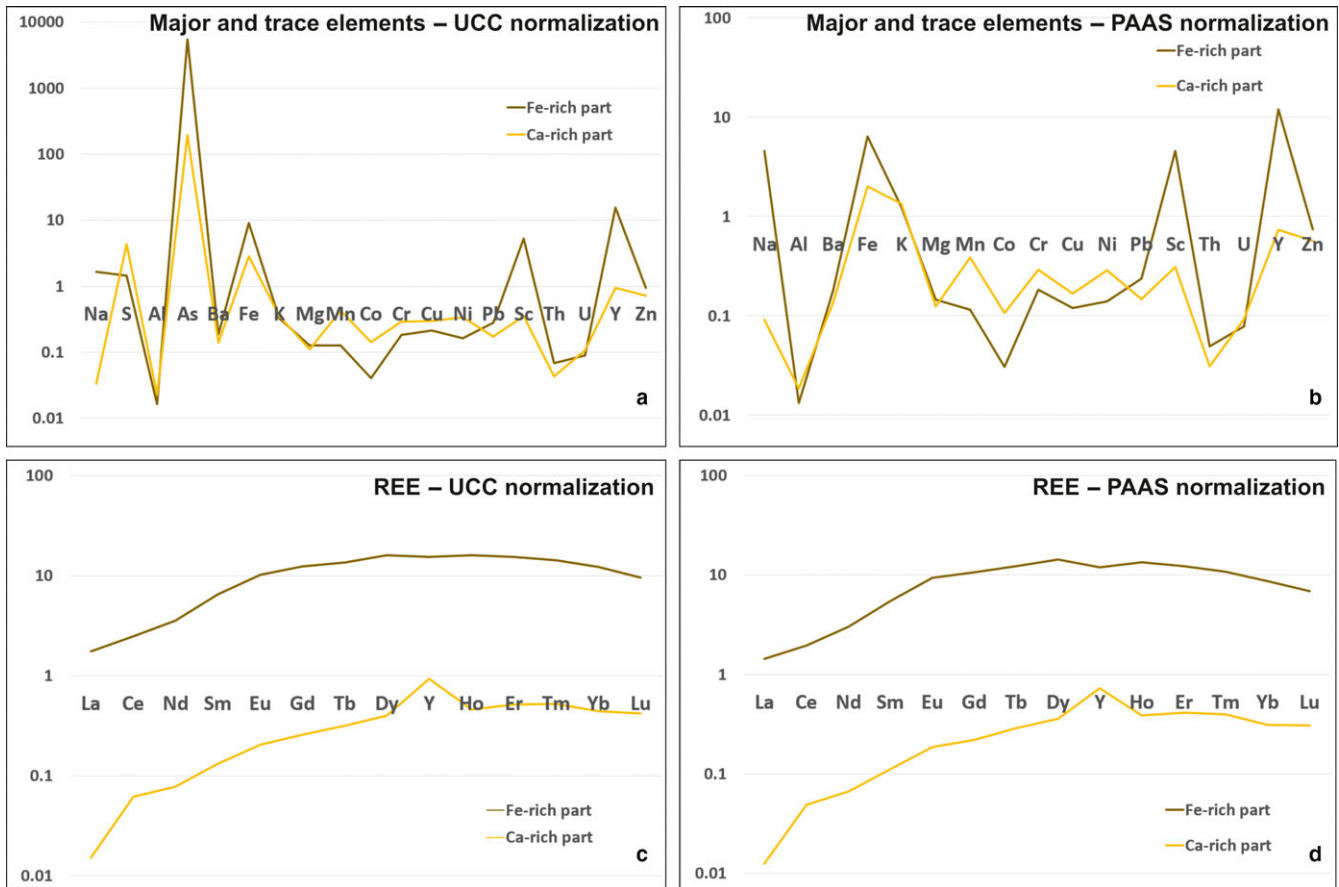 Major and trace elements – UCC normalization
10000
1000
100
10
1
0.1
0.01
Fe-rich part
Ca-rich part
Na S Al As Ba Fe K Mg Mn Co Cr Cu Ni Pb Sc Th U Y Zn
a
Major and trace elements – PAAS normalization
100
10
1
0.1
0.01
Fe-rich part
Ca-rich part
Na Al Ba Fe K Mg Mn Co Cr Cu Ni Pb Sc Th U Y Zn
b
REE – UCC normalization
100
10
1
0.1
0.01
La Ce Nd Sm Eu Gd Tb Dy Y Ho Er Tm Yb Lu
Fe-rich part
Ca-rich part
c
REE – PAAS normalization
100
10
1
0.1
0.01
La Ce Nd Sm Eu Gd Tb Dy Y Ho Er Tm Yb Lu
Fe-rich part
Ca-rich part
d